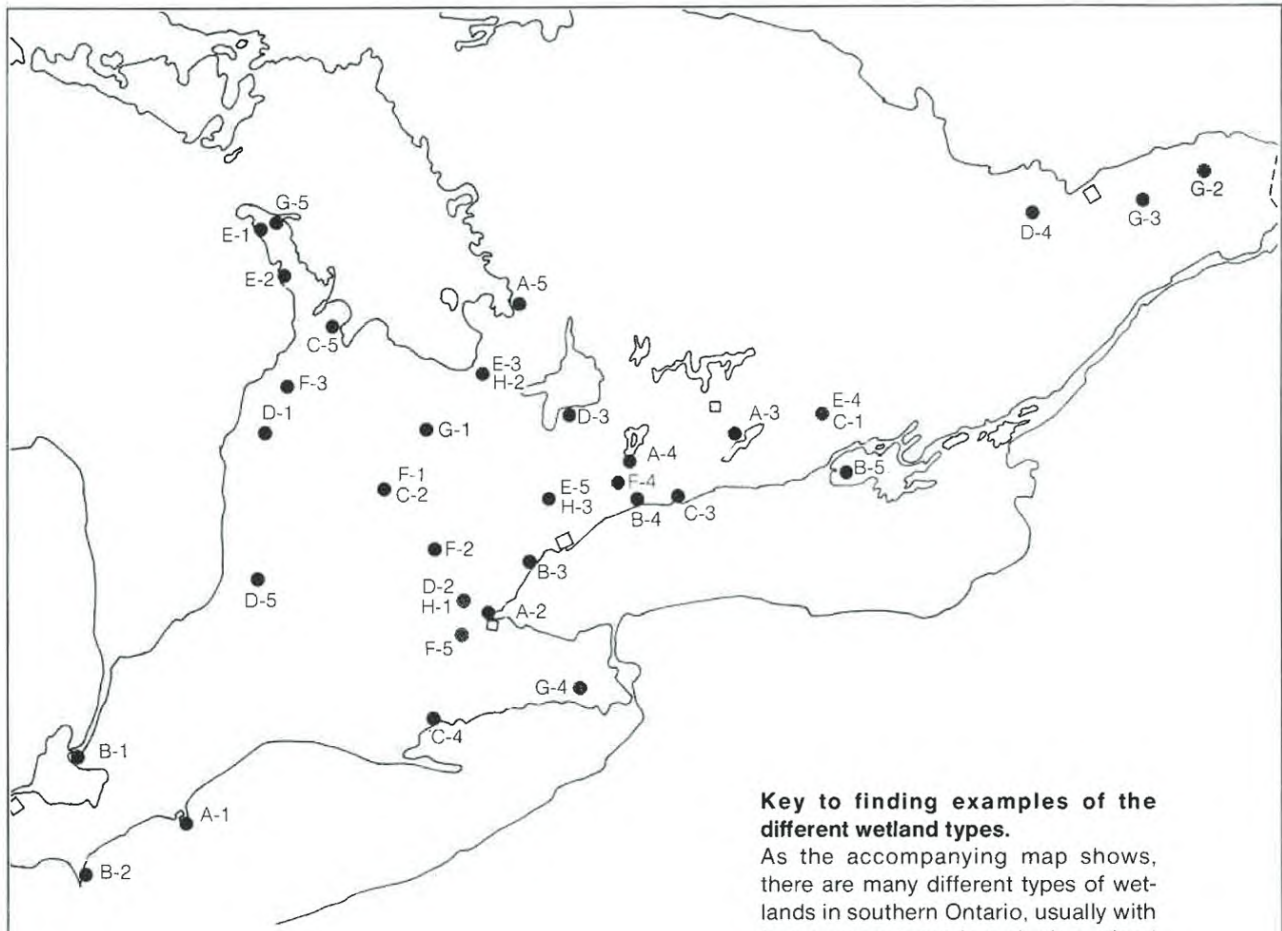 G-5
E-1
E-2
C-5
A-5
G-2
G-3
D-4
E-3
H-2
F-3
D-1
G-1
D-3
A-3
E-4
C-1
A-4
F-4
B-5
F-1
C-2
E-5
H-3
B-4
C-3
F-2
B-3
D-5
D-2
H-1
A-2
F-5
G-4
C-4
B-1
A-1
B-2
Key to finding examples of the
different wetland types.
As the accompanying map shows,
there are many different types of wet-
lands in southern Ontario, usually with